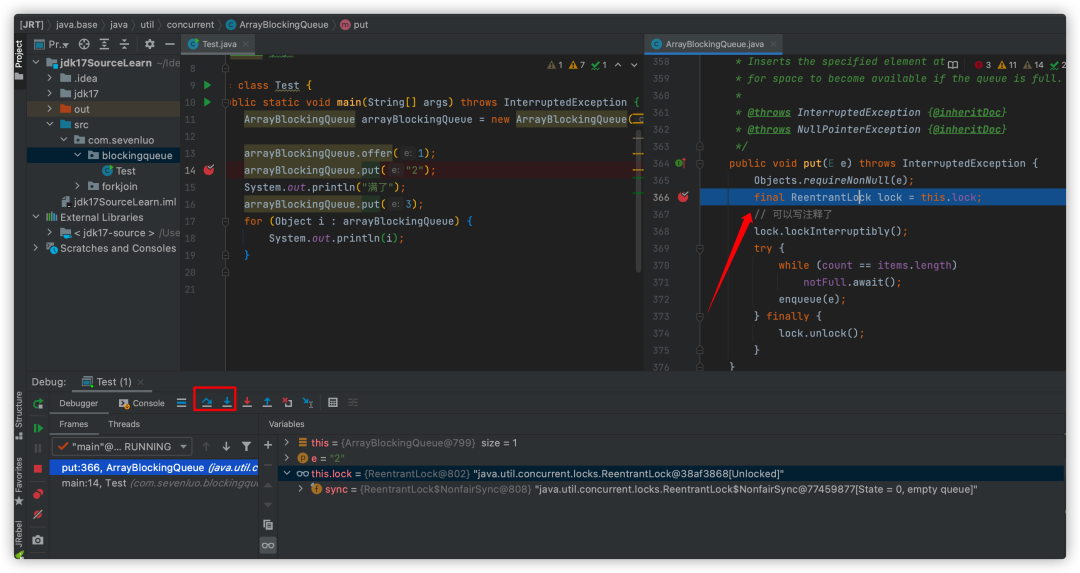 [JRT] java.base java util concurrent ArrayBlockingQueue put
Project
Pr..
Test.java
ArrayBlockingQueue.java
jdk17SourceLearn ~/Ide
.idea
jdk17
out
src
com.sevenluo
blockingqueue
Test
forkjoin
jdk17SourceLearn.iml
External Libraries
< jdk17-source > /Use
Scratches and Consoles
1 7 1
8
9 class Test {
10 blic static void main(String[] args) throws InterruptedException {
11 ArrayBlockingQueue arrayBlockingQueue = new ArrayBlockingQueue(
13 arrayBlockingQueue.offer( e: 1);
14 arrayBlockingQueue.put( e: "2");
15 System.out.println("满了");
16 arrayBlockingQueue.put( e: 3);
17 for (Object i : arrayBlockingQueue) {
18 System.out.println(i);
19 }
20
21
3 11 14 2
358 * Inserts the specified element at
359 * for space to become available if the queue is full.
360 *
361 * @throws InterruptedException {@inheritDoc}
362 * @throws NullPointerException {@inheritDoc}
363 */
364 public void put(E e) throws InterruptedException {
365 Objects.requireNonNull(e);
366 final ReentrantLock lock = this.lock;
367 // 可以写注释了
368 lock.lockInterruptibly();
369 try {
370 while (count == items.length)
371 notFull.await();
372 enqueue(e);
373 } finally {
374 lock.unlock();
375 }
376 }
Debug: Test (1)
Debugger Console
Frames Threads
Variables
"main"@... RUNNING
put:366, ArrayBlockingQueue (java.util.c
main:14, Test (com.sevenluo.blockingqu
this = {ArrayBlockingQueue@799} size = 1
e = "2"
this.lock = {ReentrantLock@802} "java.util.concurrent.locks.ReentrantLock@38af3868[Unlocked]"
sync = {ReentrantLock$NonfairSync@808} "java.util.concurrent.locks.ReentrantLock$NonfairSync@77459877[State = 0, empty queue]"
Structure
Favorites
JRebel